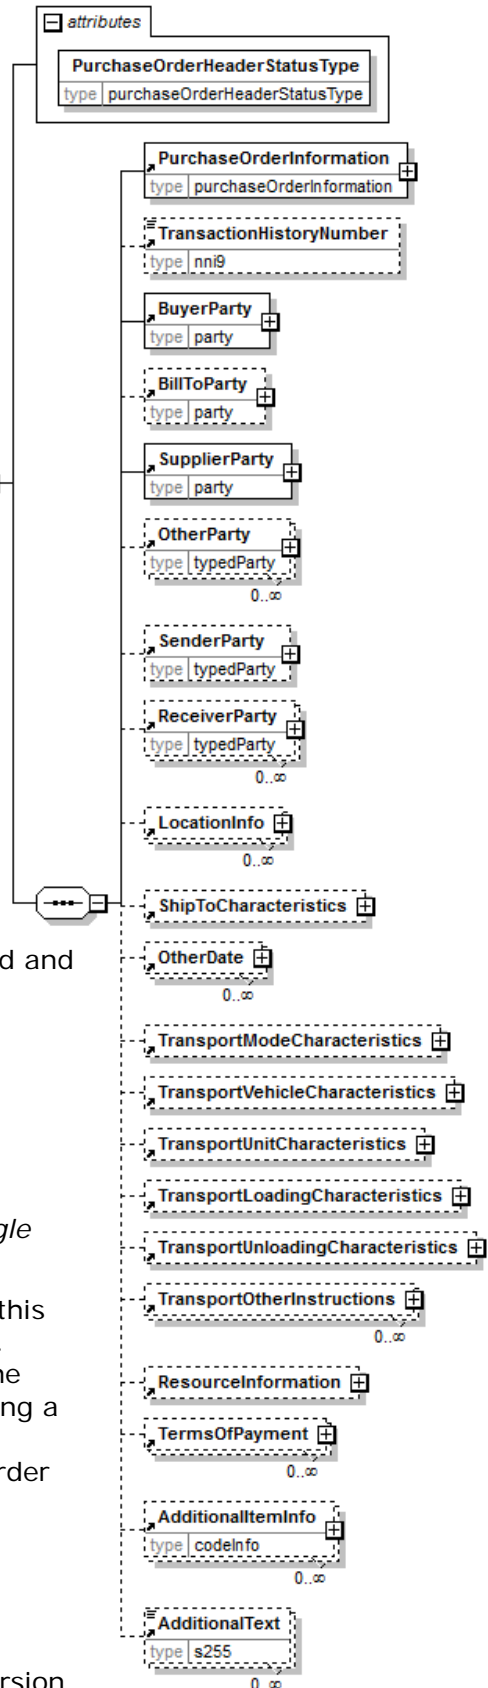 attributes
PurchaseOrderHeaderStatusType
type purchaseOrderHeaderStatusType
PurchaseOrderInformation
type purchaseOrderInformation
TransactionHistoryNumber
type nni9
BuyerParty
type party
BillToParty
type party
SupplierParty
type party
OtherParty
type typedParty
0..∞
SenderParty
type typedParty
ReceiverParty
type typedParty
0..∞
LocationInfo
0..∞
ShipToCharacteristics
d and
OtherDate
0..∞
TransportModeCharacteristics
TransportVehicleCharacteristics
TransportUnitCharacteristics
TransportLoadingCharacteristics
gle
TransportUnloadingCharacteristics
TransportOtherInstructions
this
0..∞
ne
ResourceInformation
ng a
TermsOfPayment
0..∞
rder
AdditionalItemInfo
type codeInfo
0..∞
AdditionalText
type s255
rsion
0..∞